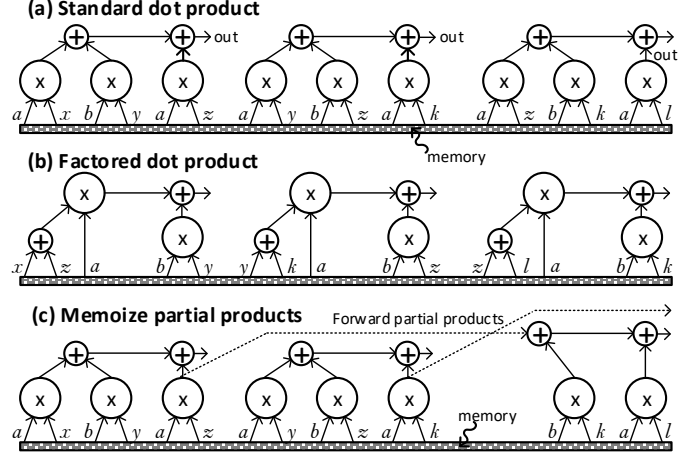 (a) Standard dot product
+ + out + + out + +
x x x x x x x x x out
a x b y a z a y b z a k a z b k a l
memory
(b) Factored dot product
x + x + x +
+ x + x + x
x z a b y y k a b z z l a b k
(c) Memoize partial products
Forward partial products
+ + + + + +
x x x x x x x x
memory
a x b y a z a y b z a k b k a l